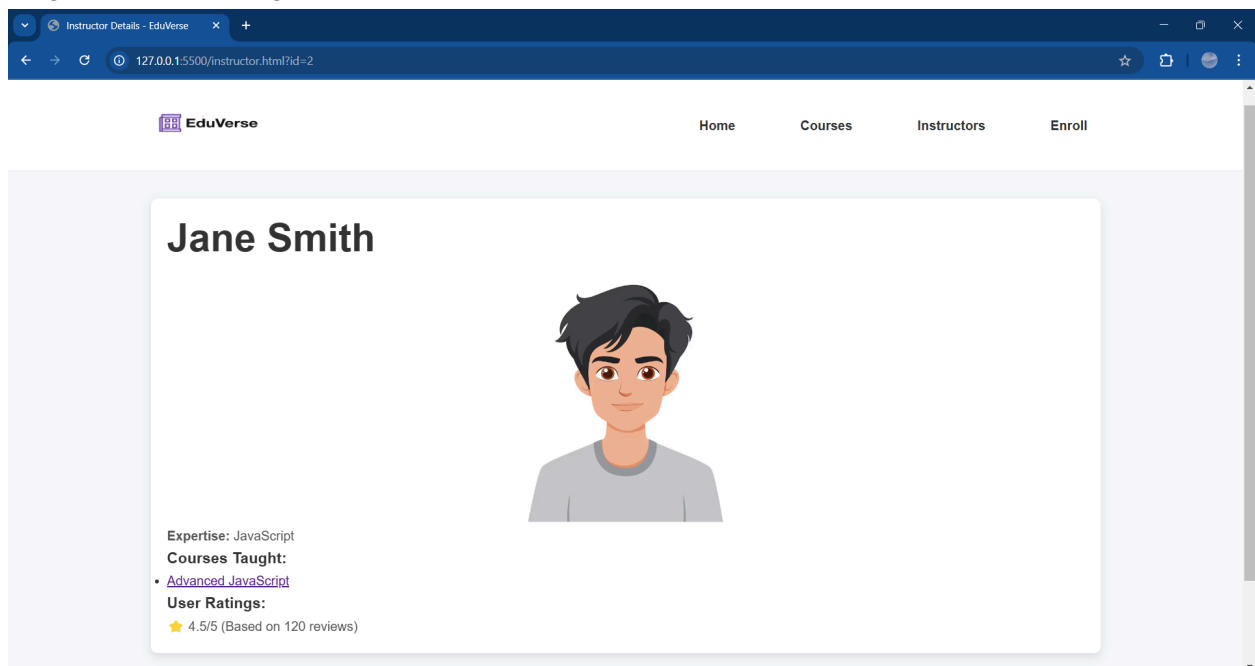 Instructor Details - EduVerse
127.0.0.1:5500/instructor.html?id=2
EduVerse Home Courses Instructors Enroll
Jane Smith
Expertise: JavaScript
Courses Taught:
• Advanced JavaScript
User Ratings:
4.5/5 (Based on 120 reviews)